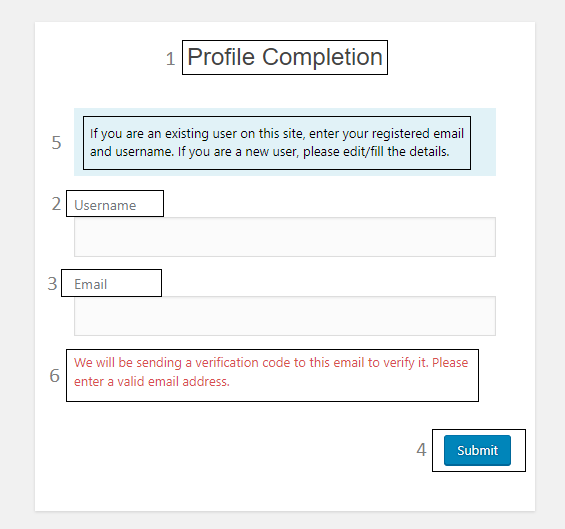 1 Profile Completion
5 If you are an existing user on this site, enter your registered email
and username. If you are a new user, please edit/fill the details.
2 Username
3 Email
6 We will be sending a verification code to this email to verify it. Please
enter a valid email address.
4 Submit